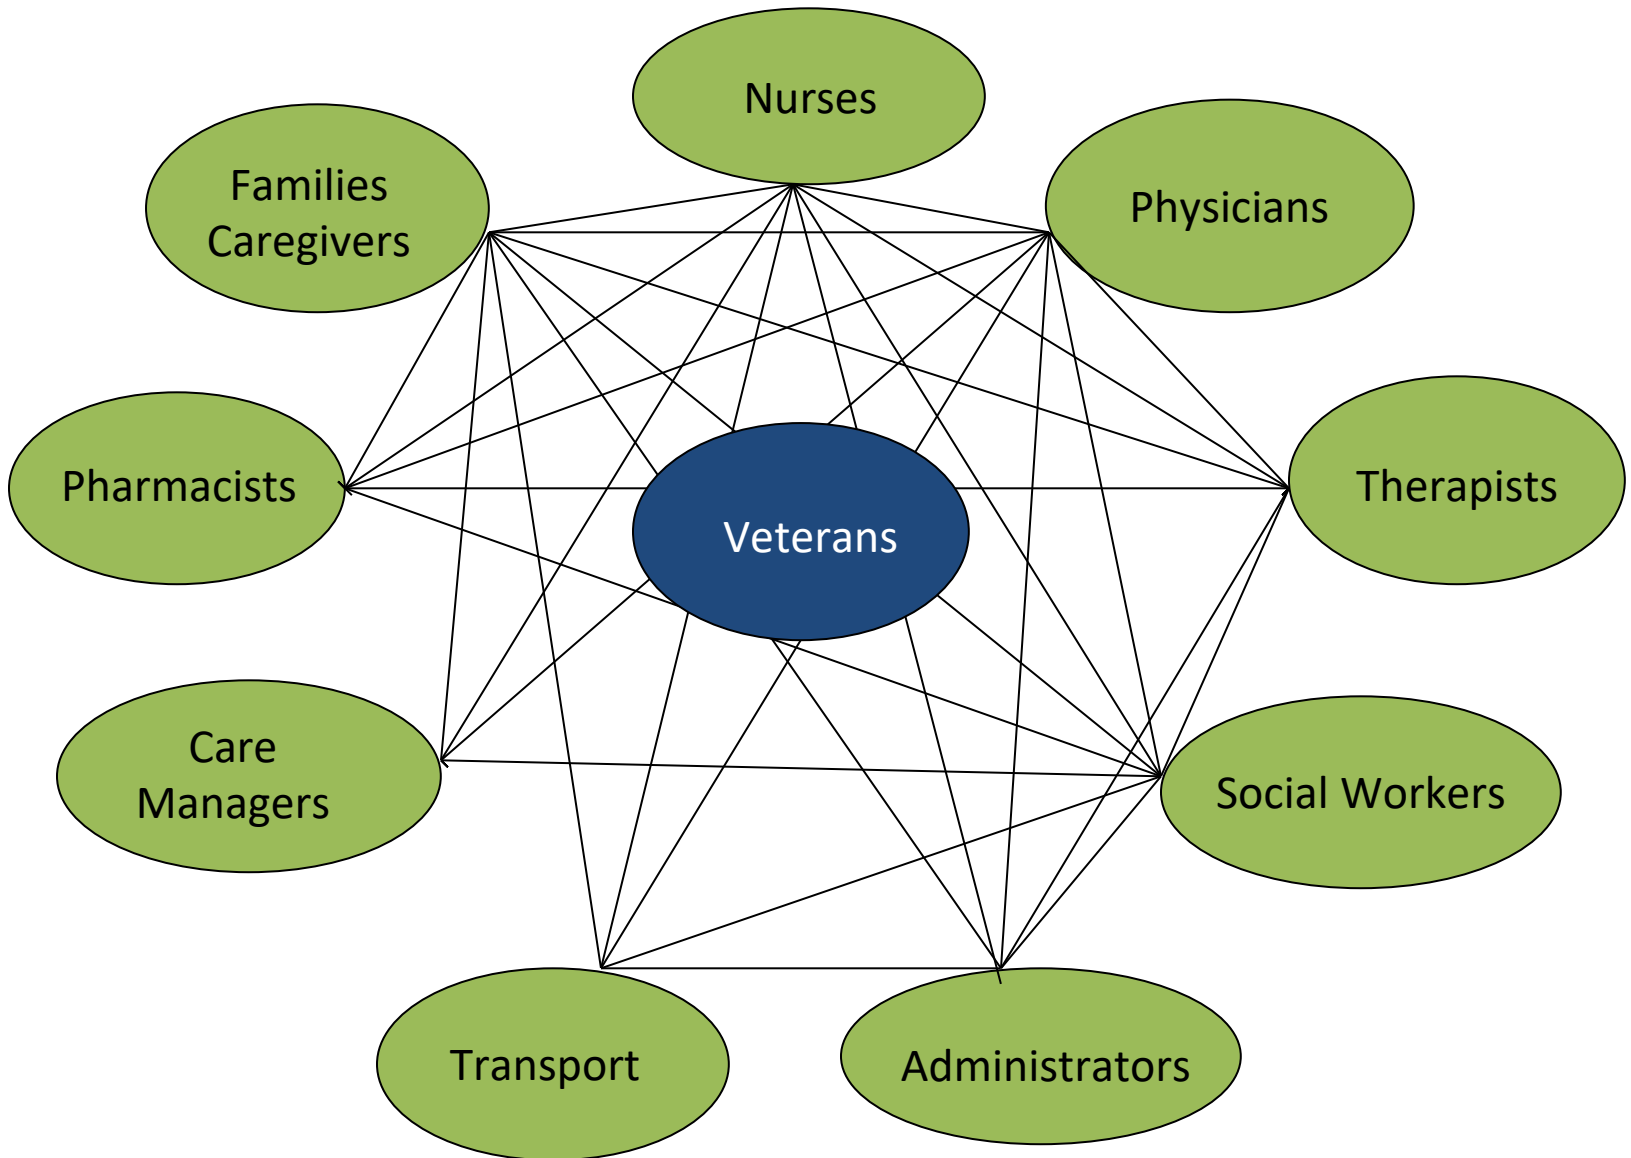 Nurses
Families
Caregivers
Physicians
Pharmacists
Therapists
Veterans
Care
Managers
Social Workers
Transport
Administrators